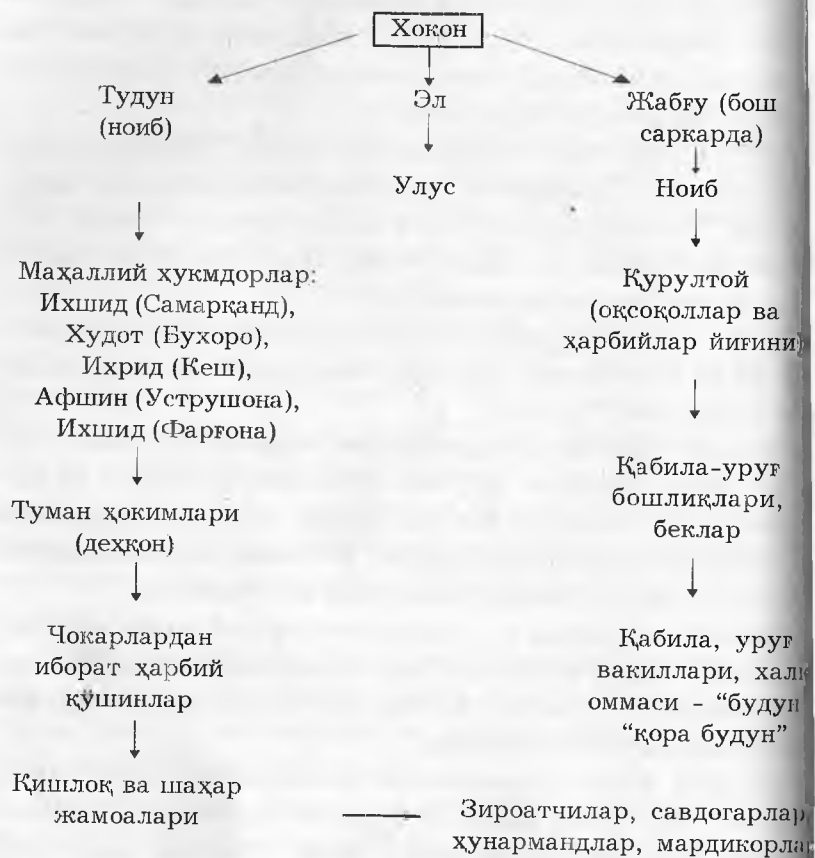 Хокон
Тудун
(ноиб)
Эл
Жабғу (бош
саркарда)
Улус
Ноиб
Маҳаллий ҳукмдорлар:
Ихшид (Самарқанд),
Худот (Бухоро),
Ихрид (Кеш),
Афшин (Уструшона),
Ихшид (Фарғона)
Қурултой
(оқсоқоллар ва
ҳарбийлар йиғини)
Туман ҳокимлари
(деҳқон)
Қабила-уруғ
бошлиқлари,
беклар
Чокарлардан
иборат ҳарбий
қўшинлар
Қабила, уруғ
вакиллари,
оммаси - “будун
“қора будун”
Қишлоқ ва шаҳар
жамоалари
Зироатчилар, савдогарлар
ҳунармандлар,